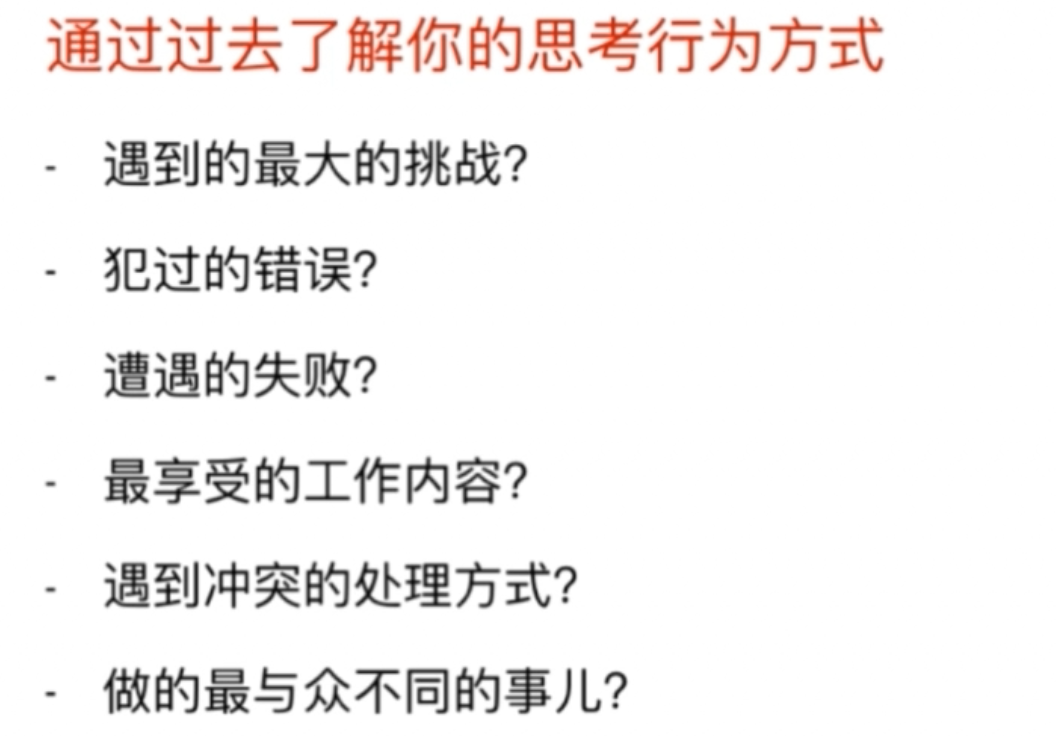 通过过去了解你的思考行为方式
- 遇到的最大的挑战?
- 犯过的错误?
- 遭遇的失败?
- 最享受的工作内容?
- 遇到冲突的处理方式?
- 做的最与众不同的事儿?